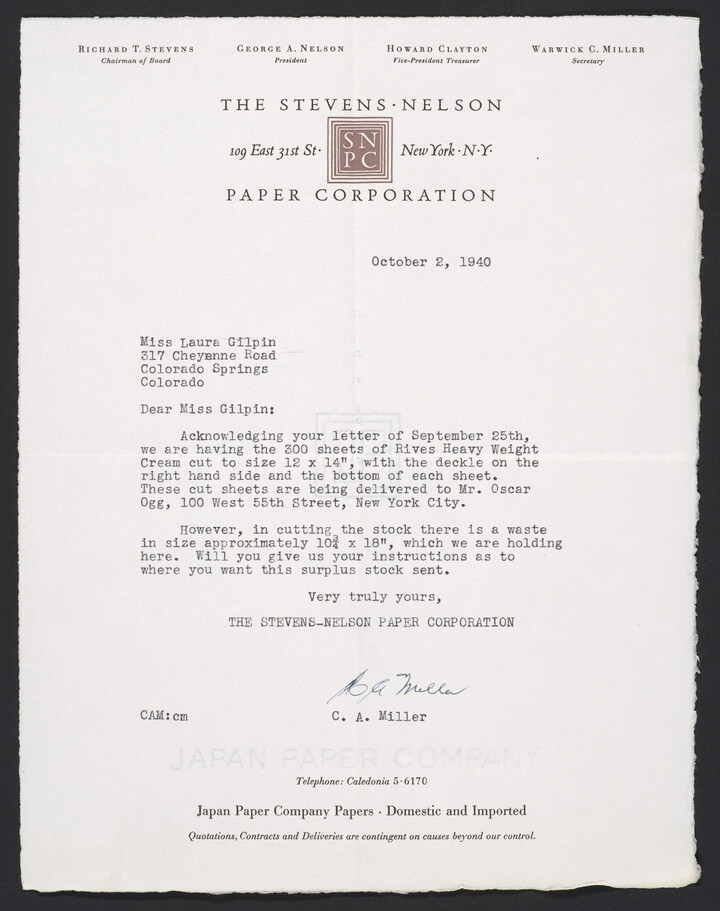 RICHARD T. STEVENS GEORGE A. NELSON HOWARD CLAYTON WARWICK C. MILLER
Chairman of Board President Vice-President Treasurer Secretary
THE STEVENS·NELSON
109 East 31st St· SN PC New York·N·Y·
PAPER CORPORATION
October 2, 1940
Miss Laura Gilpin
317 Cheyenne Road
Colorado Springs
Colorado
Dear Miss Gilpin:
Acknowledging your letter of September 25th,
we are having the 300 sheets of Rives Heavy Weight
Cream cut to size 12 x 14", with the deckle on the
right hand side and the bottom of each sheet.
These cut sheets are being delivered to Mr. Oscar
Ogg, 100 West 55th Street, New York City.
However, in cutting the stock there is a waste
in size approximately 10¾ x 18", which we are holding
here. Will you give us your instructions as to
where you want this surplus stock sent.
Very truly yours,
THE STEVENS-NELSON PAPER CORPORATION
C A Miller
CAM:cm C. A. Miller
JAPAN PAPER COMPANY
Telephone: Caledonia 5·6170
Japan Paper Company Papers · Domestic and Imported
Quotations, Contracts and Deliveries are contingent on causes beyond our control.